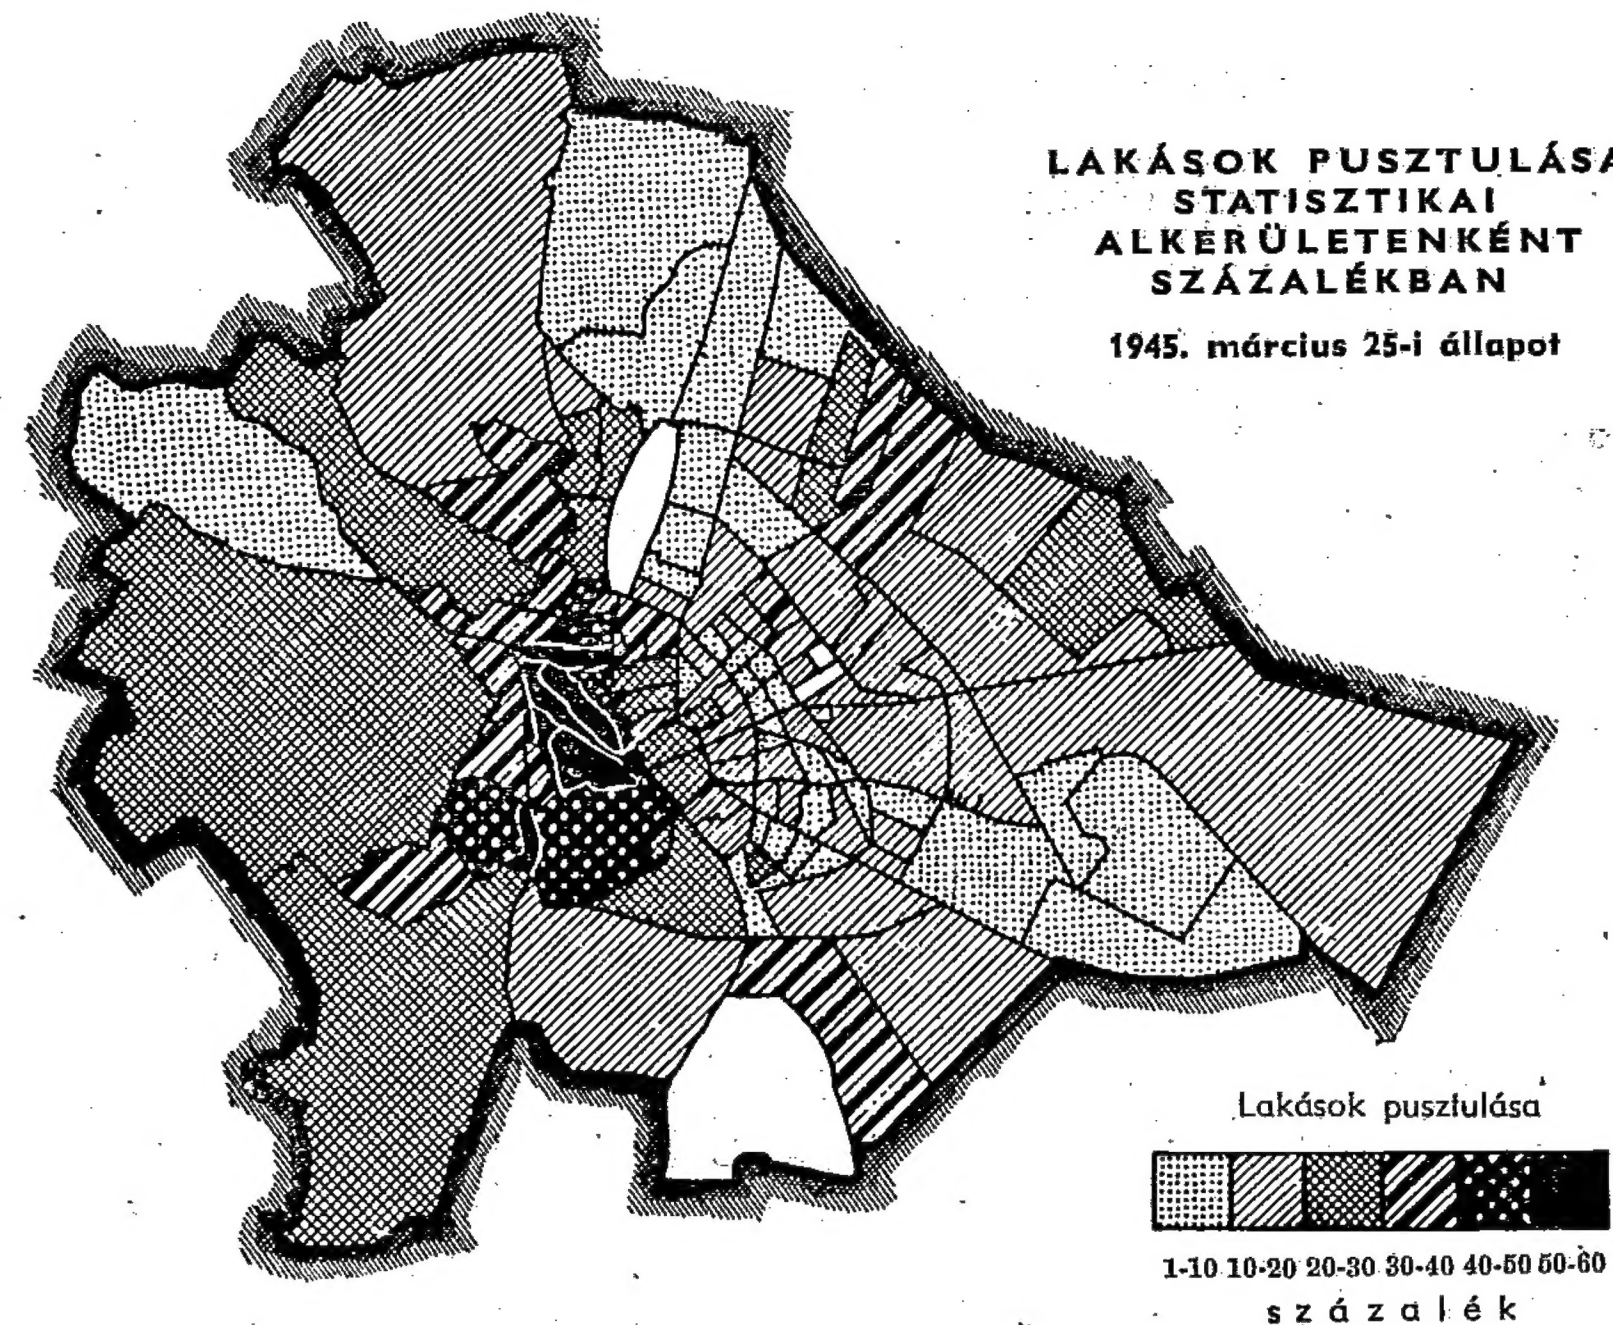 LAKÁSOK PUSZTULÁSA
STATISZTIKAI
ALKERÜLETENKÉNT
SZÁZALÉKBAN
1945. március 25-i állapot
Lakások pusztulása
1-10 10-20 20-30 30-40 40-50 50-60
százalék